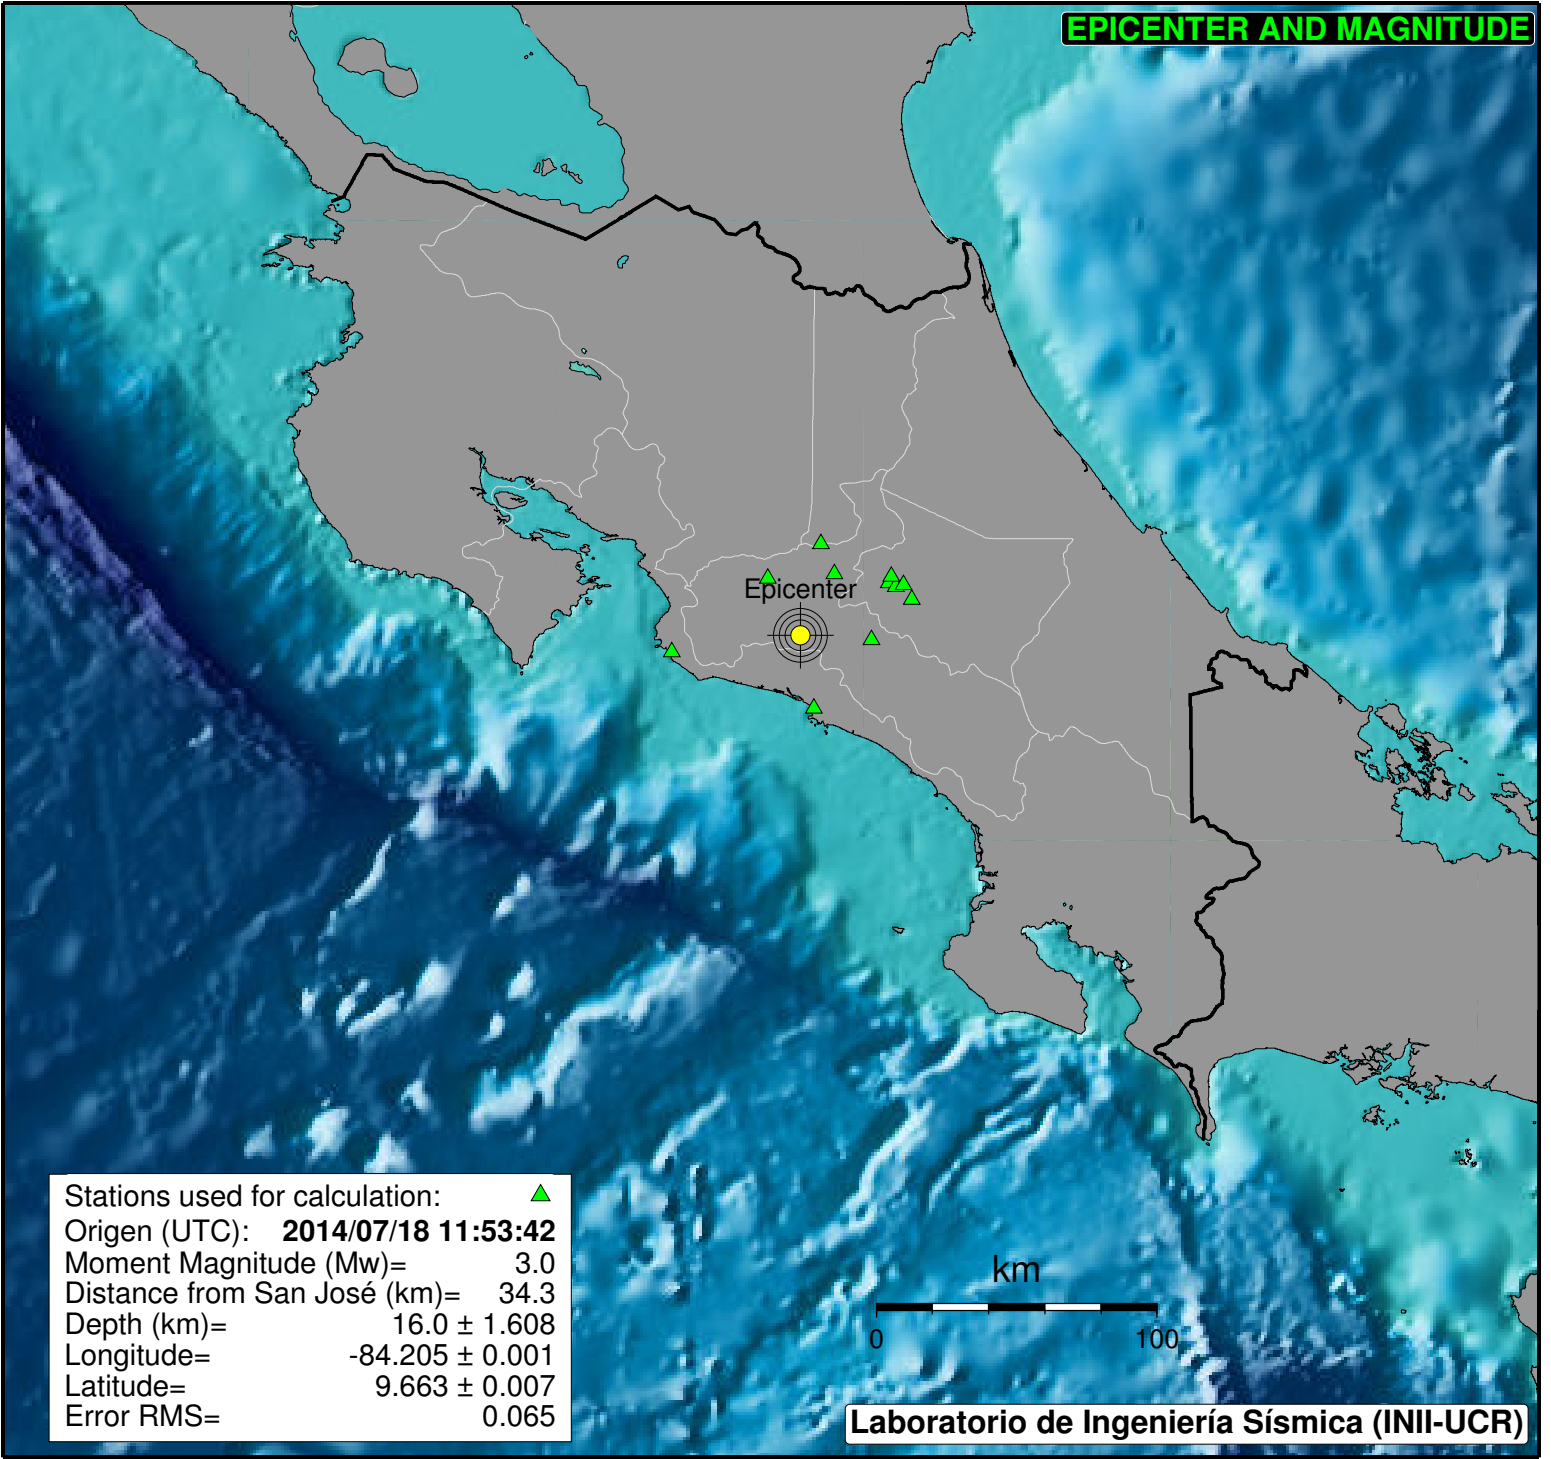 EPICENTER AND MAGNITUDE
Epicenter
Stations used for calculation:
Origen (UTC): 2014/07/18 11:53:42
Moment Magnitude (Mw)= 3.0
Distance from San José (km)= 34.3
Depth (km)= 16.0 ± 1.608
Longitude= -84.205 ± 0.001
Latitude= 9.663 ± 0.007
Error RMS= 0.065
km
0 100
Laboratorio de Ingeniería Sísmica (INII-UCR)